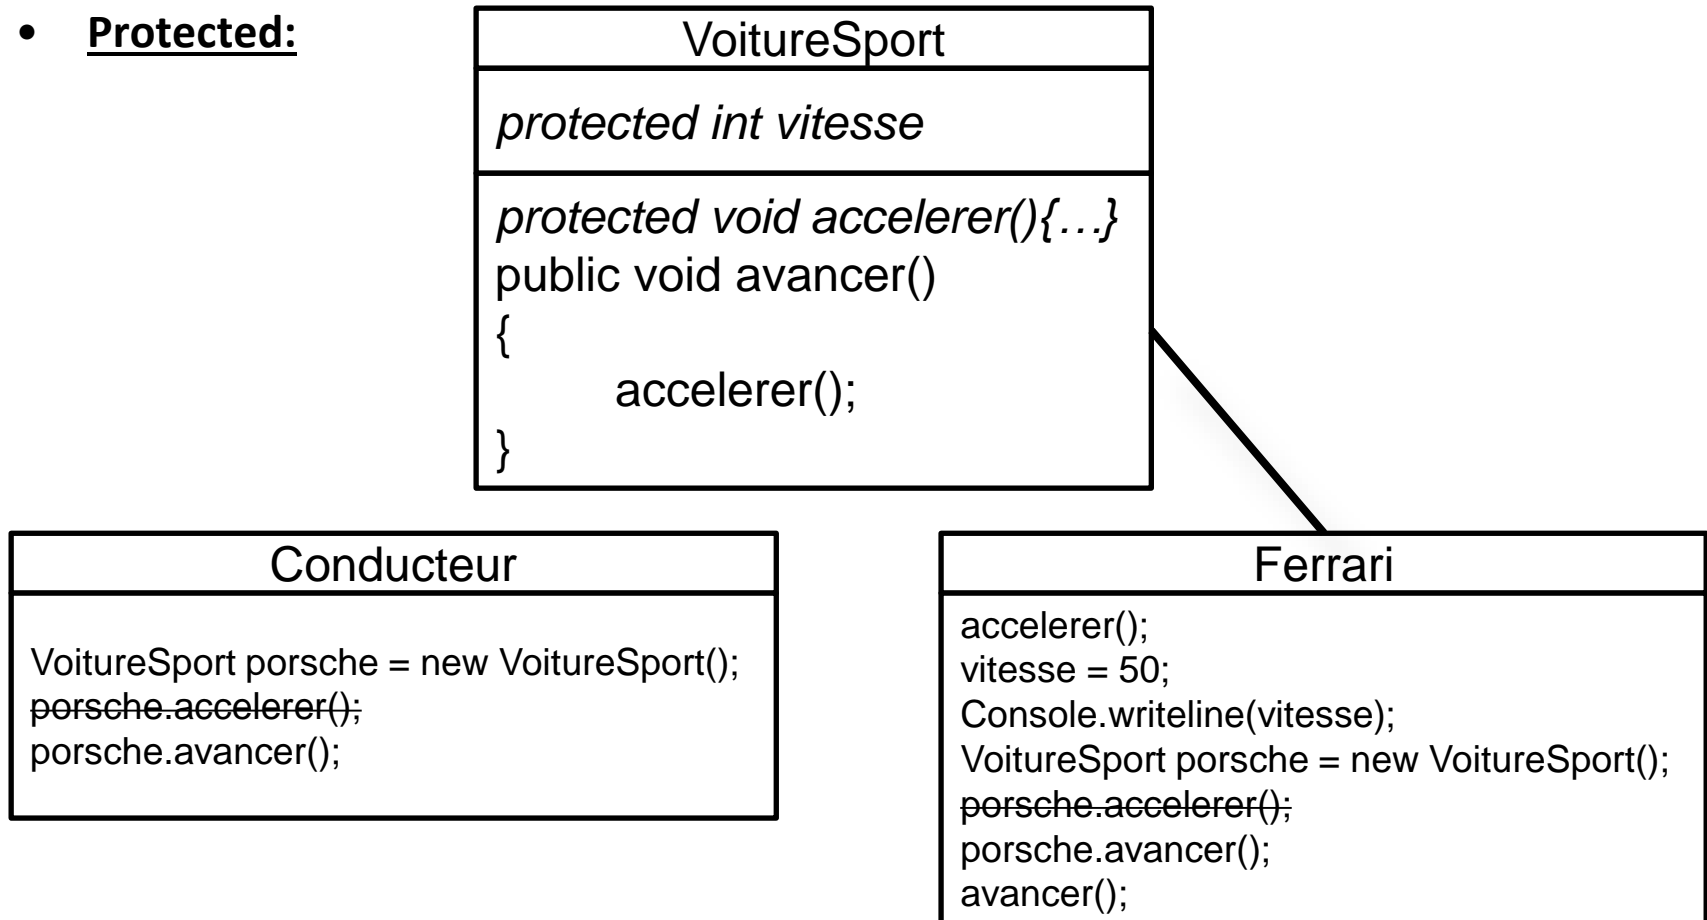 • Protected:
VoitureSport
protected int vitesse
protected void accelerer(){…}
public void avancer()
{
accelerer();
}
Conducteur
VoitureSport porsche = new VoitureSport();
porsche.accelerer();
porsche.avancer();
Ferrari
accelerer();
vitesse = 50;
Console.writeline(vitesse);
VoitureSport porsche = new VoitureSport();
porsche.accelerer();
porsche.avancer();
avancer();